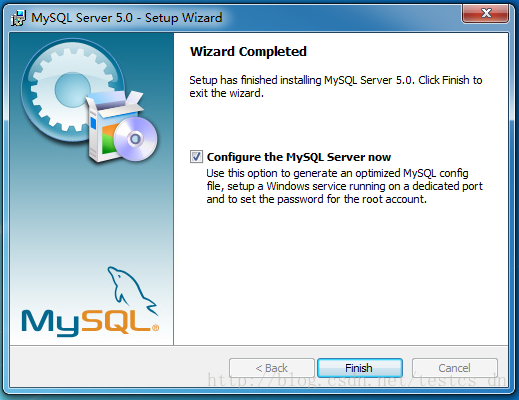 MySQL Server 5.0 - Setup Wizard
Wizard Completed
Setup has finished installing MySQL Server 5.0. Click Finish to
exit the wizard.
Configure the MySQL Server now
Use this option to generate an optimized MySQL config
file, setup a Windows service running on a dedicated port
and to set the password for the root account.
MySQL®
< Back
Finish
Cancel
http://blog.csdn.net/testcs_dn